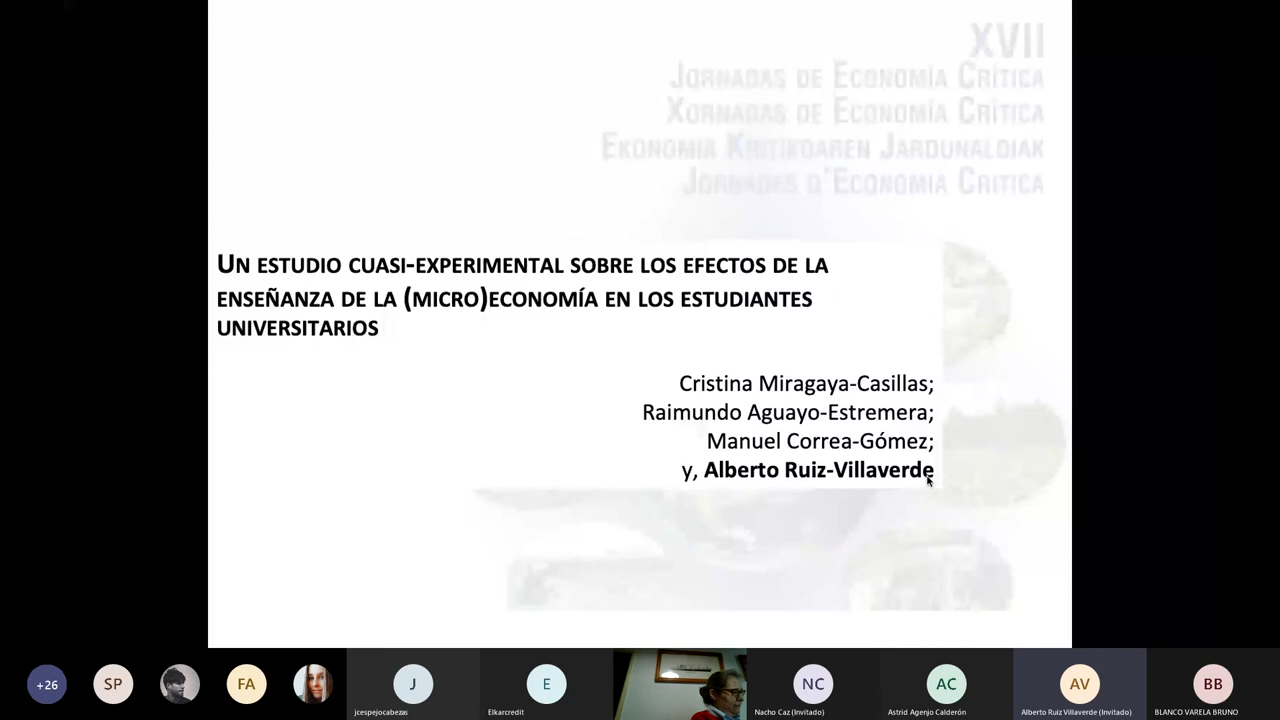 XVII
JORNADAS DE ECONOMÍA CRÍTICA
XORNADAS DE ECONOMÍA CRÍTICA
EKONOMIA KRITIKOAREN JARDUNALDIAK
JORNADES D'ECONOMIA CRÍTICA
UN ESTUDIO CUASI-EXPERIMENTAL SOBRE LOS EFECTOS DE LA
ENSEÑANZA DE LA (MICRO)ECONOMÍA EN LOS ESTUDIANTES
UNIVERSITARIOS
Cristina Miragaya-Casillas;
Raimundo Aguayo-Estremera;
Manuel Correa-Gómez;
y, Alberto Ruiz-Villaverde
+26
SP
FA
J
E
NC
AC
AV
BB
jcespejocabezas
Elkarcredit
Nacho Caz (Invitado)
Astrid Agenjo Calderón
Alberto Ruiz Villaverde (Invitado)
BLANCO VARELA BRUNO